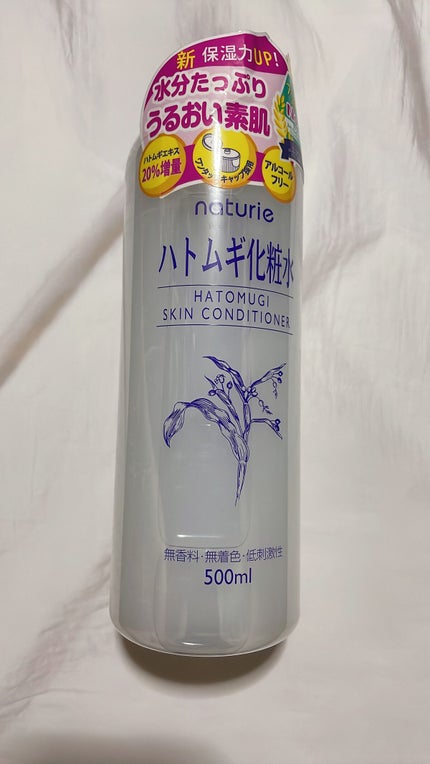 新 保湿力UP!
水分たっぷり
うるおい素肌
ハトムギエキス
20%増量
ワンタッチキャップ採用
アルコール
フリー
naturie
ハトムギ化粧水
HATOMUGI
SKIN CONDITIONER
無香料・無着色・低刺激性
500ml